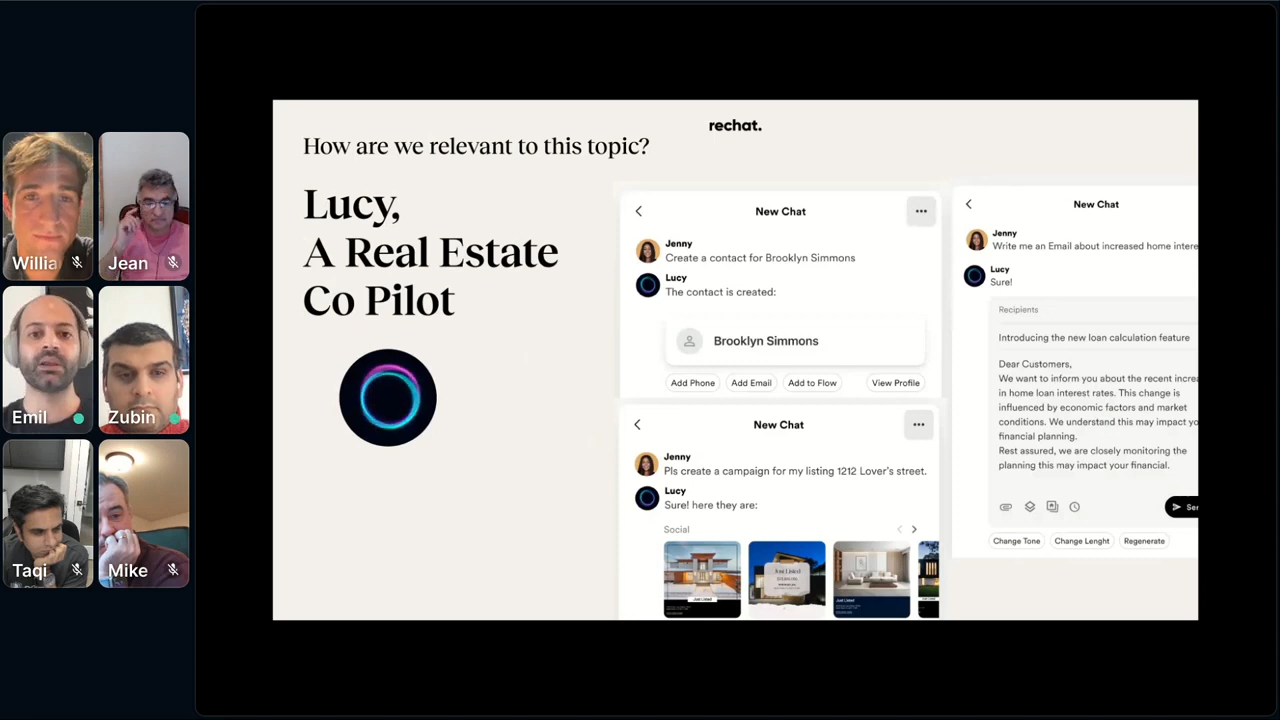 Willia
Jean
Emil
Zubin
Taqi
Mike
rechat.
How are we relevant to this topic?
Lucy,
A Real Estate
Co Pilot
New Chat
Jenny
Create a contact for Brooklyn Simmons
Lucy
The contact is created:
Brooklyn Simmons
Add Phone
Add Email
Add to Flow
View Profile
New Chat
Jenny
Pls create a campaign for my listing 1212 Lover's street.
Lucy
Sure! here they are:
Social
Just Listed
Just Listed
Just Listed
New Chat
Jenny
Write me an Email about increased home intere
Lucy
Sure!
Recipients
Introducing the new loan calculation feature
Dear Customers,
We want to inform you about the recent increa
in home loan interest rates. This change is
influenced by economic factors and market
conditions. We understand this may impact yo
financial planning.
Rest assured, we are closely monitoring the
planning this may impact your financial.
Sen
Change Tone
Change Lenght
Regenerate